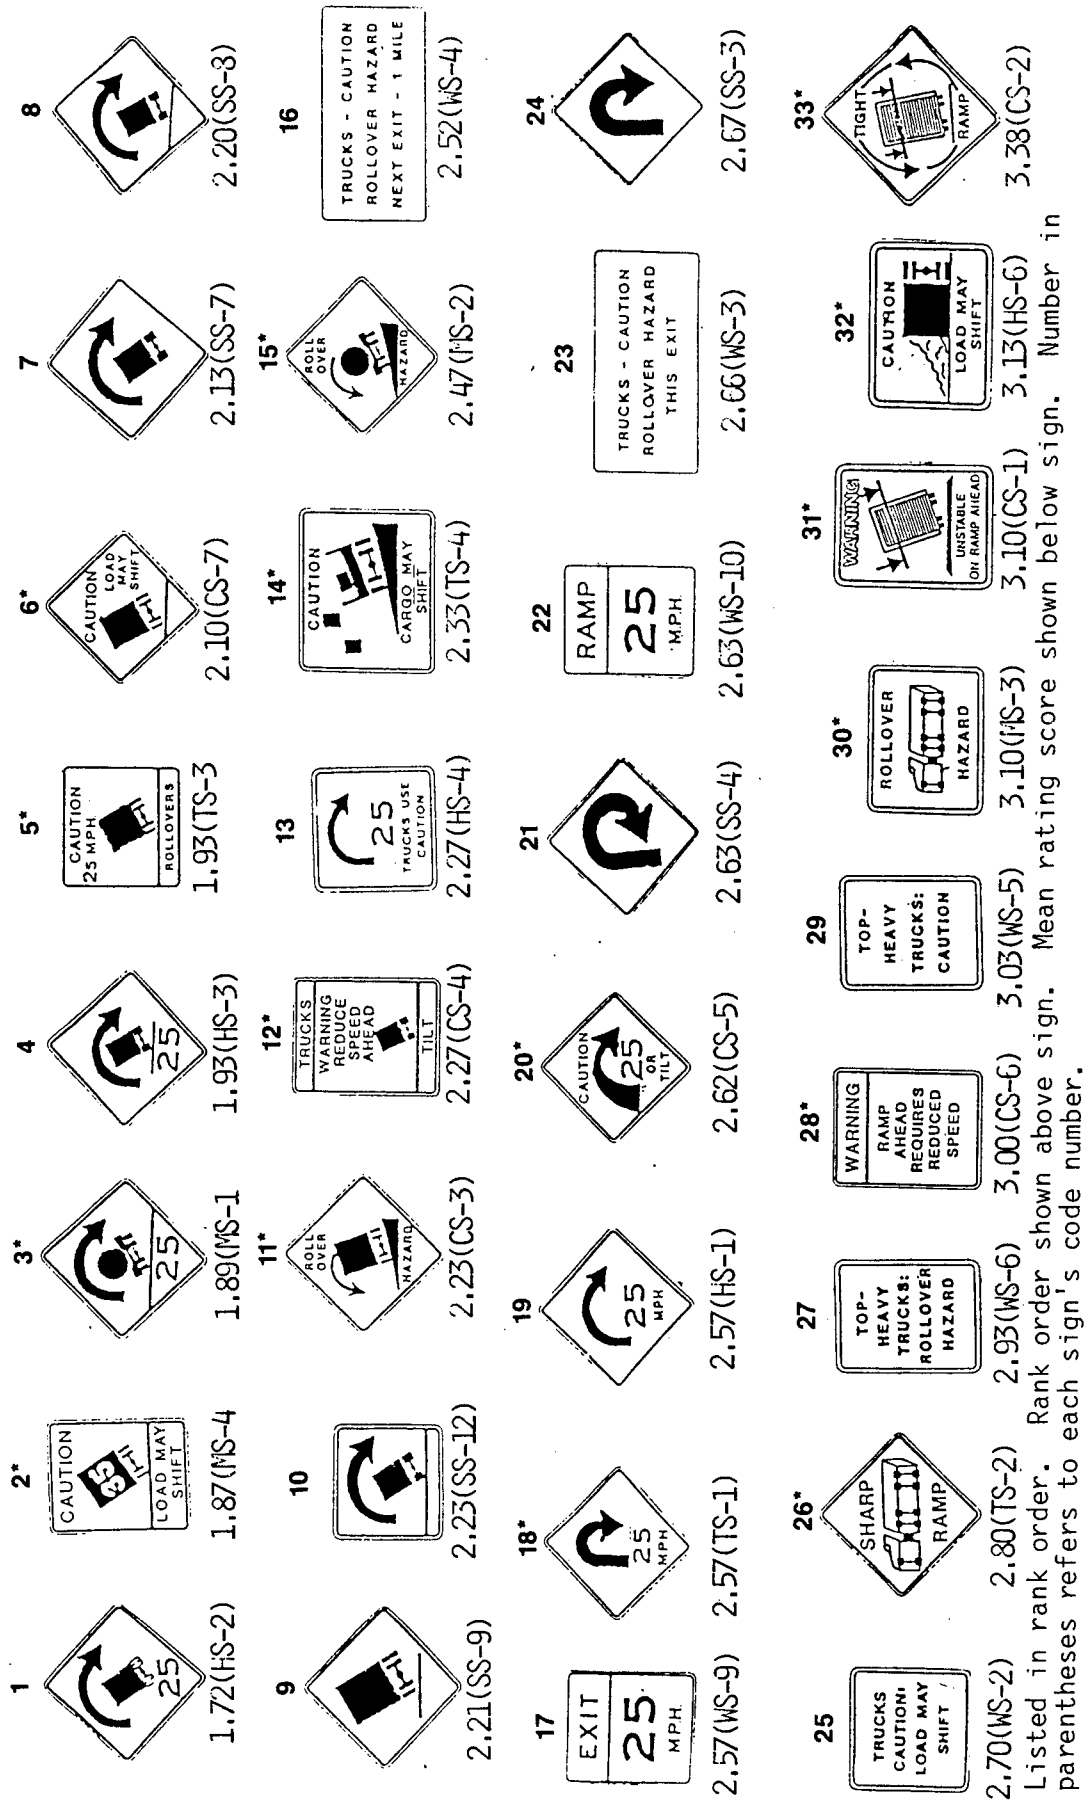 1
25
1.72(HS-2)
2*
CAUTION
35
LOAD MAY
SHIFT
1.87(MS-4
3*
25
1.89(MS-1
4
25
1.93(HS-3)
5*
CAUTION
25 MPH
ROLLOVERS
1.93(TS-3
6*
CAUTION
LOAD
MAY
SHIFT
2.10(CS-7)
7
2.13(SS-7)
8
2.20(SS-8)
9
2.21(SS-9)
10
2.23(SS-12)
11*
ROLL
OVER
HAZARD
2.23(CS-3)
12*
TRUCKS
WARNING
REDUCE
SPEED
AHEAD
TILT
2.27(CS-4)
13
25
TRUCKS USE
CAUTION
2.27(HS-4)
14*
CAUTION
CARGO MAY
SHIFT
2.33(TS-4)
15*
ROLL
OVER
HAZARD
2.47(MS-2)
16
TRUCKS - CAUTION
ROLLOVER HAZARD
NEXT EXIT - 1 MILE
2.52(WS-4)
17
EXIT
25
M.P.H.
2.57(WS-9)
18*
25
MPH
2.57(TS-1)
19
25
MPH
2.57(HS-1)
20*
CAUTION
25
OR
TILT
2.62(CS-5)
21
2.63(SS-4)
22
RAMP
25
M.P.H.
2.63(WS-10)
23
TRUCKS - CAUTION
ROLLOVER HAZARD
THIS EXIT
2.66(WS-3)
24
2.67(SS-3)
25
TRUCKS
CAUTION:
LOAD MAY
SHIFT
2.70(WS-2)
26*
SHARP
RAMP
2.80(TS-2)
27
TOP-
HEAVY
TRUCKS:
ROLLOVER
HAZARD
2.93(WS-6)
28*
WARNING
RAMP
AHEAD
REQUIRES
REDUCED
SPEED
3.00(CS-6)
29
TOP-
HEAVY
TRUCKS:
CAUTION
3.03(WS-5)
30*
ROLLOVER
HAZARD
3.10(MS-3)
31*
WARNING
UNSTABLE
ON RAMP AHEAD
3.10(CS-1)
32*
CAUTION
LOAD MAY
SHIFT
3.13(HS-6)
33*
TIGHT
RAMP
3.38(CS-2)
Listed in rank order. Rank order shown above sign. Mean rating score shown below sign. Number in
parentheses refers to each sign's code number.